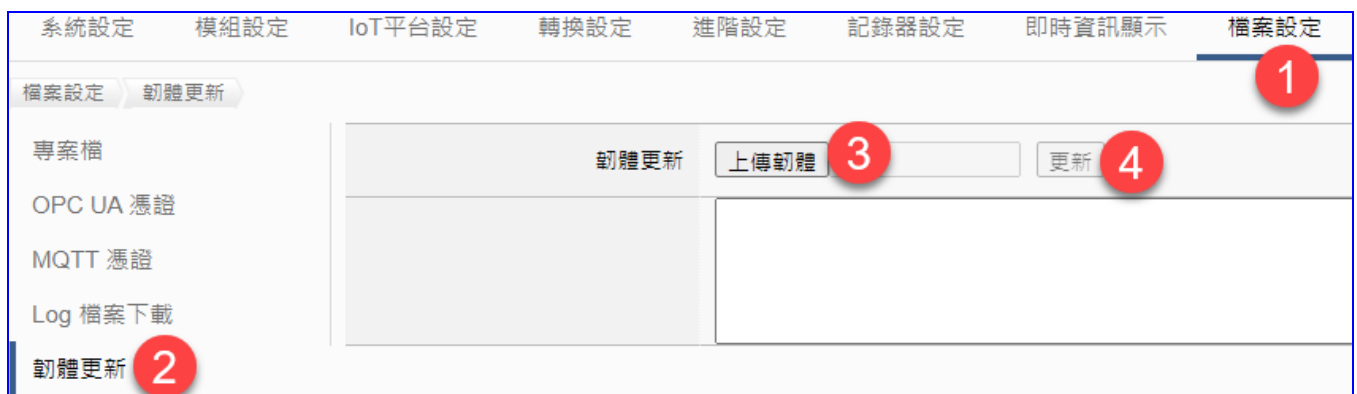 系統設定 模組設定 IoT平台設定 轉換設定 進階設定 記錄器設定 即時資訊顯示 檔案設定
1
檔案設定 韌體更新
專案檔
韌體更新 上傳韌體 3 更新 4
OPC UA 憑證
MQTT 憑證
Log 檔案下載
韌體更新 2